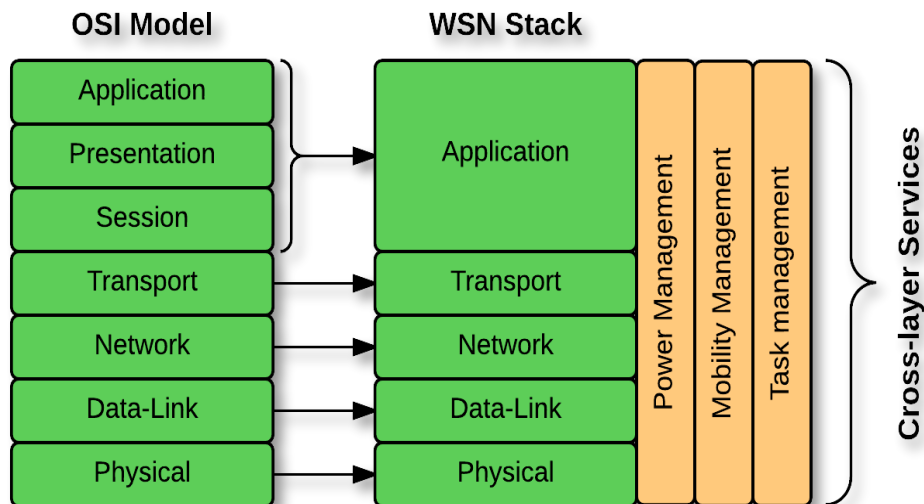 OSI Model
WSN Stack
Application
Presentation
Session
Transport
Network
Data-Link
Physical
Application
Transport
Network
Data-Link
Physical
Power Management
Mobility Management
Task management
Cross-layer Services